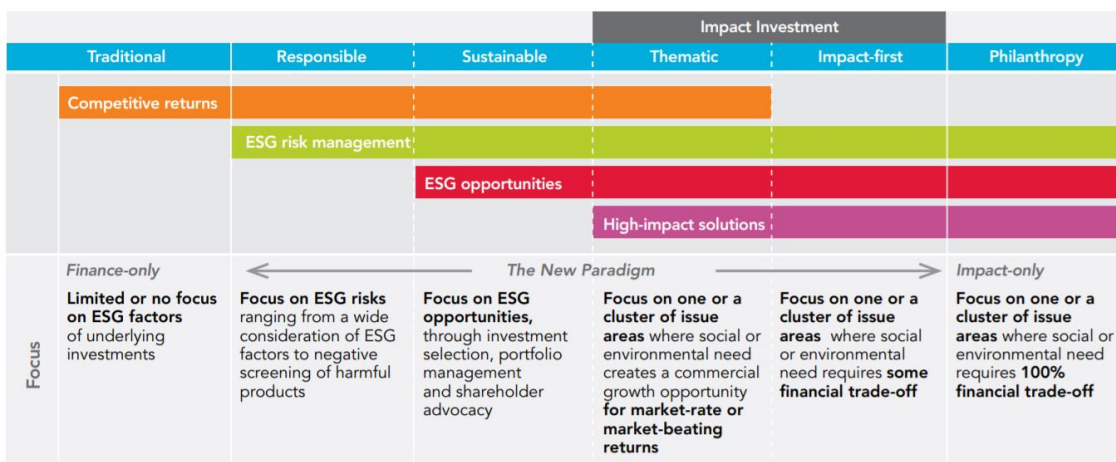 Impact Investment
Traditional
Responsible
Sustainable
Thematic
Impact-first
Philanthropy
Competitive returns
ESG risk management
ESG opportunities
High-impact solutions
Focus
Finance-only
The New Paradigm
Impact-only
Limited or no focus
on ESG factors
of underlying
investments
Focus on ESG risks
ranging from a wide
consideration of ESG
factors to negative
screening of harmful
products
Focus on ESG
opportunities,
through investment
selection, portfolio
management
and shareholder
advocacy
Focus on one or a
cluster of issue
areas where social or
environmental need
creates a commercial
growth opportunity
for market-rate or
market-beating
returns
Focus on one or a
cluster of issue
areas where social
or environmental
need requires some
financial trade-off
Focus on one or a
cluster of issue
areas where social or
environmental need
requires 100%
financial trade-off